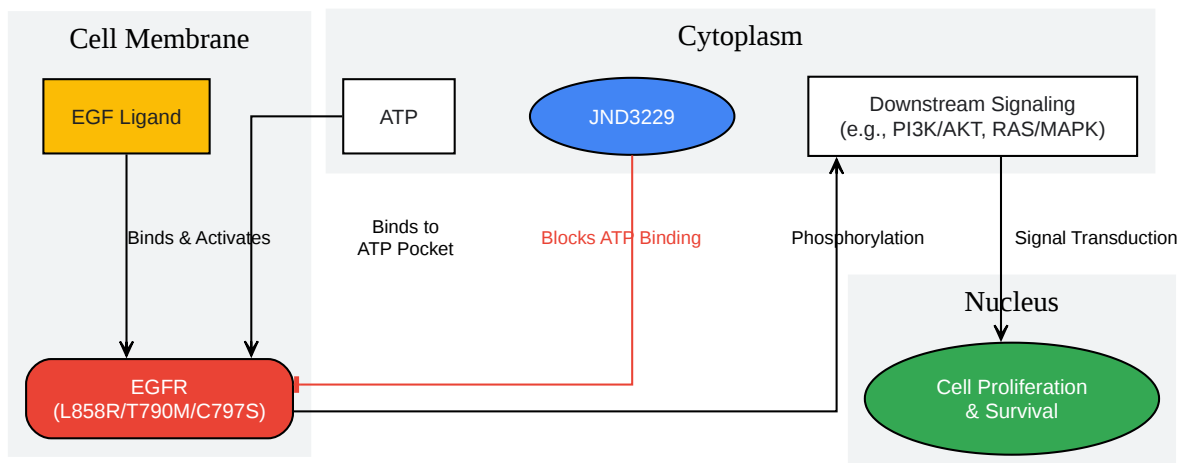 Cell Membrane
Cytoplasm
EGF Ligand
ATP
JND3229
Downstream Signaling
(e.g., PI3K/AKT, RAS/MAPK)
Binds & Activates
Binds to
ATP Pocket
Blocks ATP Binding
Phosphorylation
Signal Transduction
Nucleus
EGFR
(L858R/T790M/C797S)
Cell Proliferation
& Survival